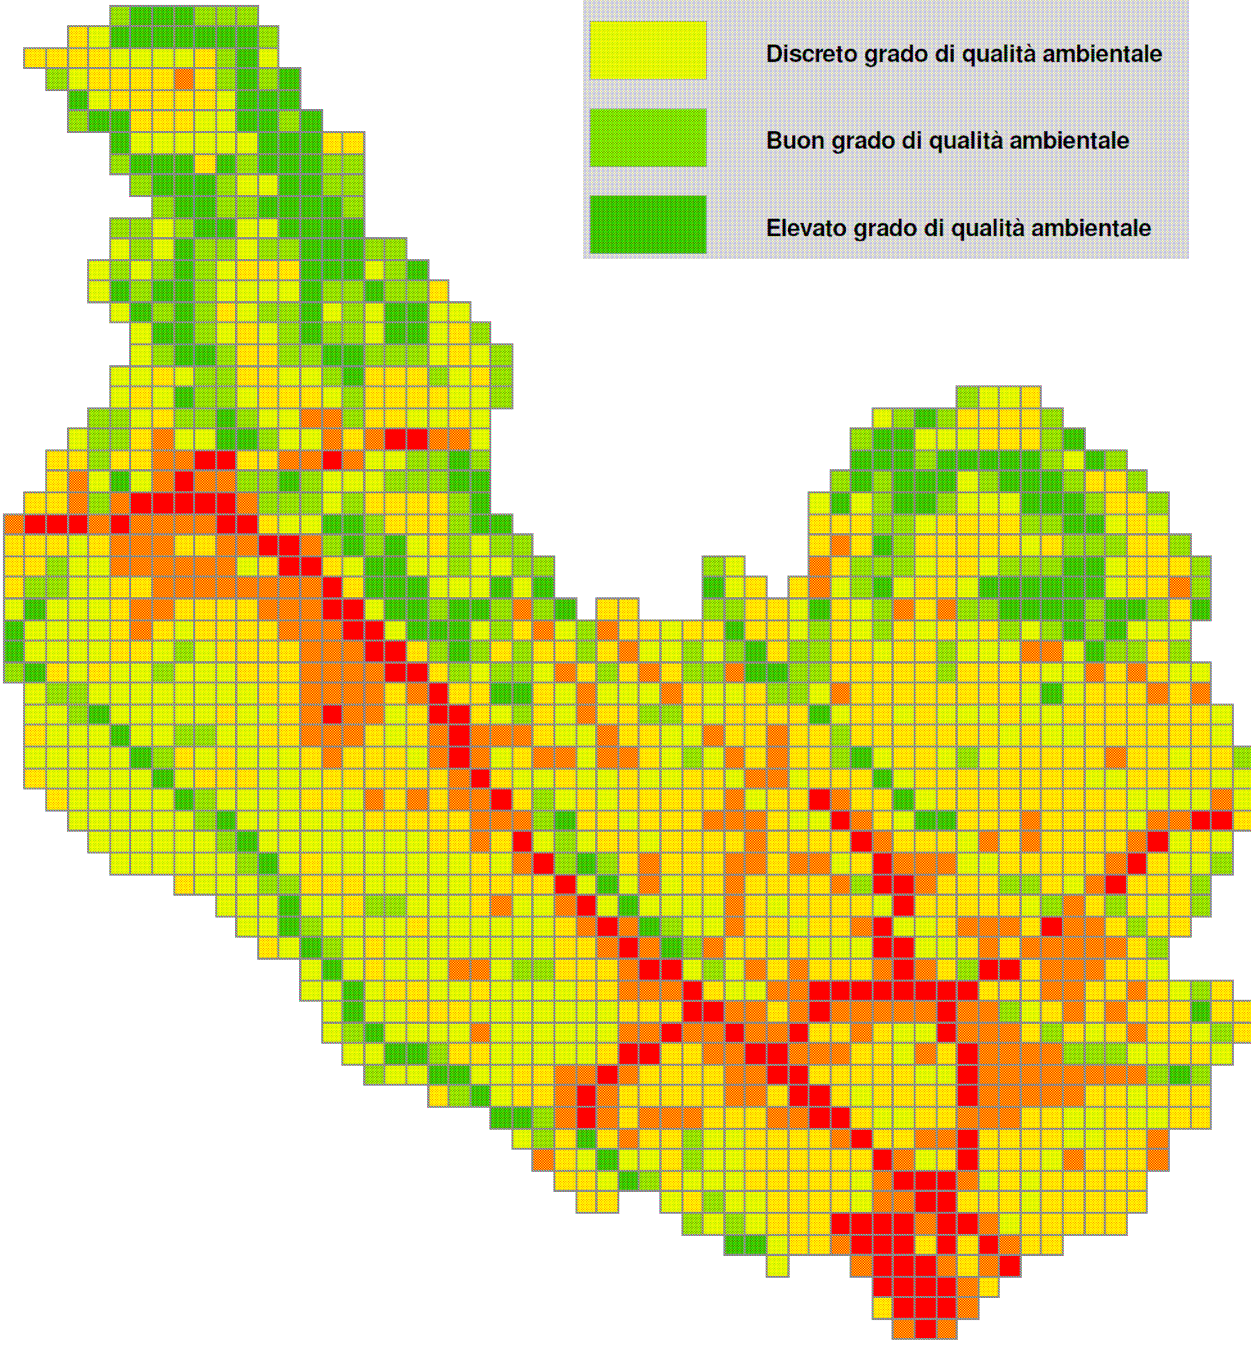 Discreto grado di qualità ambientale
Buon grado di qualità ambientale
Elevato grado di qualità ambientale